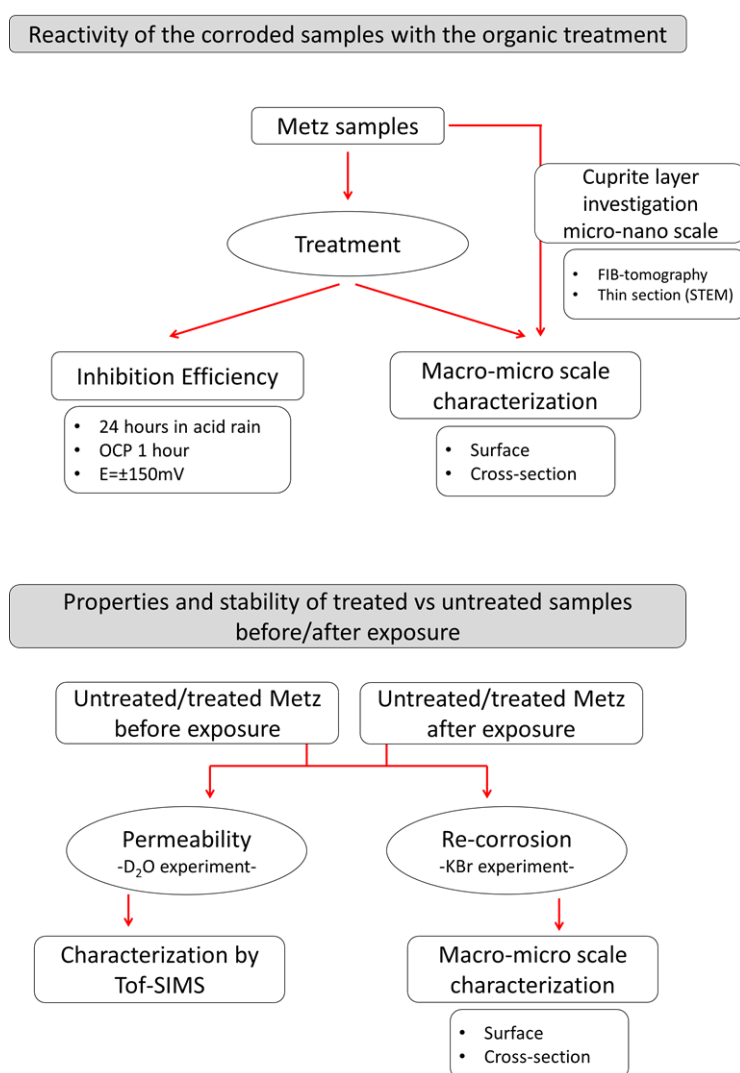 Reactivity of the corroded samples with the organic treatment
Metz samples
Cuprite layer
investigation
micro-nano scale
• FIB-tomography
• Thin section (STEM)
Treatment
Inhibition Efficiency
• 24 hours in acid rain
• OCP 1 hour
• E=±150mV
Macro-micro scale
characterization
• Surface
• Cross-section
Properties and stability of treated vs untreated samples
before/after exposure
Untreated/treated Metz
before exposure
Untreated/treated Metz
after exposure
Permeability
-D₂O experiment-
Re-corrosion
-KBr experiment-
Characterization by
Tof-SIMS
Macro-micro scale
characterization
• Surface
• Cross-section